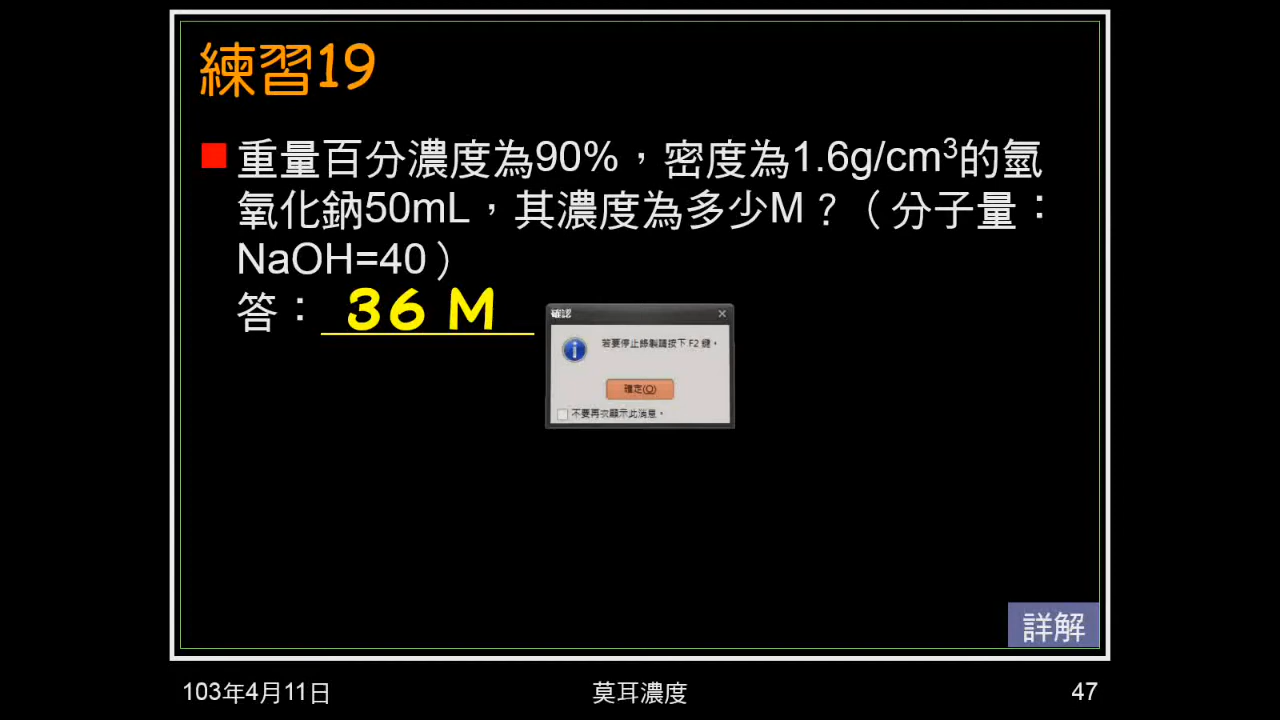 練習19
重量百分濃度為90%，密度為1.6g/cm³的氫
氧化鈉50mL，其濃度為多少M？（分子量：
NaOH=40）
答： 36 M
確認
若要停止錄製請按下 F2 鍵。
確定(O)
不要再次顯示此消息。
詳解
103年4月11日
莫耳濃度
47